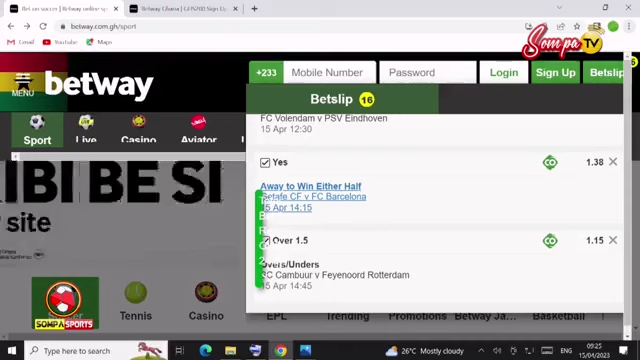 Bet on soccer | Betway online sp
Betway Ghana | GHS200 Sign Up
betway.com.gh/sport
Gmail
YouTube
Maps
SOMPA TV
MENU
betway
+233
Mobile Number
Password
Login
Sign Up
Betslip
16
Betslip 16
Sport
Live
Casino
Aviator
FC Volendam v PSV Eindhoven
15 Apr 12:30
Yes
1.38
Away to Win Either Half
Getafe CF v FC Barcelona
15 Apr 14:15
Over 1.5
1.15
Overs/Unders
SC Cambuur v Feyenoord Rotterdam
15 Apr 14:45
IBI BE SI
r site
SOMPA SPORTS
Tennis
Casino
EPL
Trending
Promotions
Betway Ja...
Basketball
Type here to search
26°C Mostly cloudy
ENG
09:25
15/04/2023